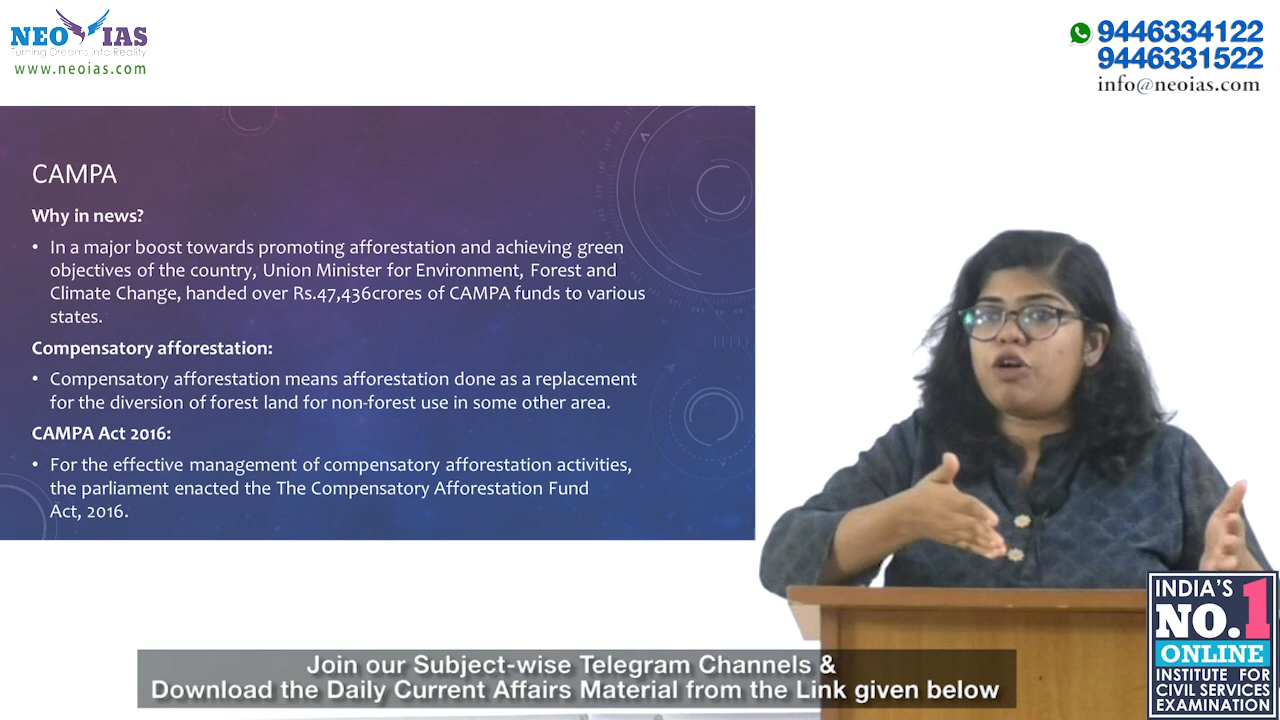 NEO IAS
Turning Dreams into Reality
www.neoias.com
9446334122
9446331522
info@neoias.com
CAMPA
Why in news?
• In a major boost towards promoting afforestation and achieving green
objectives of the country, Union Minister for Environment, Forest and
Climate Change, handed over Rs.47,436crores of CAMPA funds to various
states.
Compensatory afforestation:
• Compensatory afforestation means afforestation done as a replacement
for the diversion of forest land for non-forest use in some other area.
CAMPA Act 2016:
• For the effective management of compensatory afforestation activities,
the parliament enacted the The Compensatory Afforestation Fund
Act, 2016.
INDIA'S
NO.1
ONLINE
INSTITUTE FOR
CIVIL SERVICES
EXAMINATION
Join our Subject-wise Telegram Channels &
Download the Daily Current Affairs Material from the Link given below